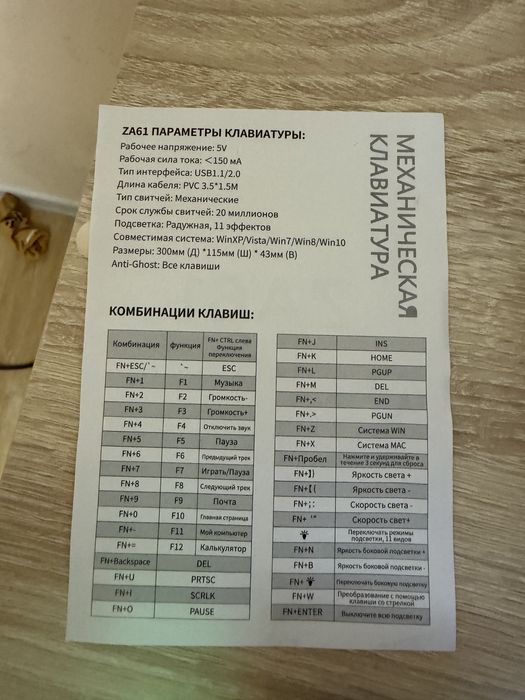 МЕХАНИЧЕСКАЯ
КЛАВИАТУРА
ZA61 ПАРАМЕТРЫ КЛАВИАТУРЫ:
Рабочее напряжение: 5V
Рабочая сила тока: <150 мА
Тип интерфейса: USB1.1/2.0
Длина кабеля: PVC 3.5*1.5M
Тип свитчей: Механические
Срок службы свитчей: 20 миллионов
Подсветка: Радужная, 11 эффектов
Совместимая система: WinXP/Vista/Win7/Win8/Win10
Размеры: 300мм (Д) *115мм (Ш) * 43мм (В)
Anti-Ghost: Все клавиши
КОМБИНАЦИИ КЛАВИШ:
Комбинация функция FN+ CTRL слева Функция переключения
FN+ESC/`~ `~ ESC
FN+1 F1 Музыка
FN+2 F2 Громкость-
FN+3 F3 Громкость+
FN+4 F4 Отключить звук
FN+5 F5 Пауза
FN+6 F6 Предыдущий трек
FN+7 F7 Играть/Пауза
FN+8 F8 Следующий трек
FN+9 F9 Почта
FN+0 F10 Главная страница
FN+- F11 Мой компьютер
FN+= F12 Калькулятор
FN+Backspace DEL
FN+U PRTSC
FN+I SCRLK
FN+O PAUSE
FN+J INS
FN+K HOME
FN+L PGUP
FN+M DEL
FN+,< END
FN+.> PGUN
FN+Z Система WIN
FN+X Система MAC
FN+Пробел Нажмите и удерживайте в течение 3 секунд для сброса
FN+]} Яркость света +
FN+[{ Яркость света -
FN+;: Скорость света -
FN+ '" Скорость свет+
Переключать режимы подсветки, 11 видов
FN+N Яркость боковой подсветки +
FN+B Яркость боковой подсветки -
FN+ Переключать боковую подсветку
FN+W Преобразование с помощью клавиши со стрелкой
FN+ENTER Выключите всю подсветку